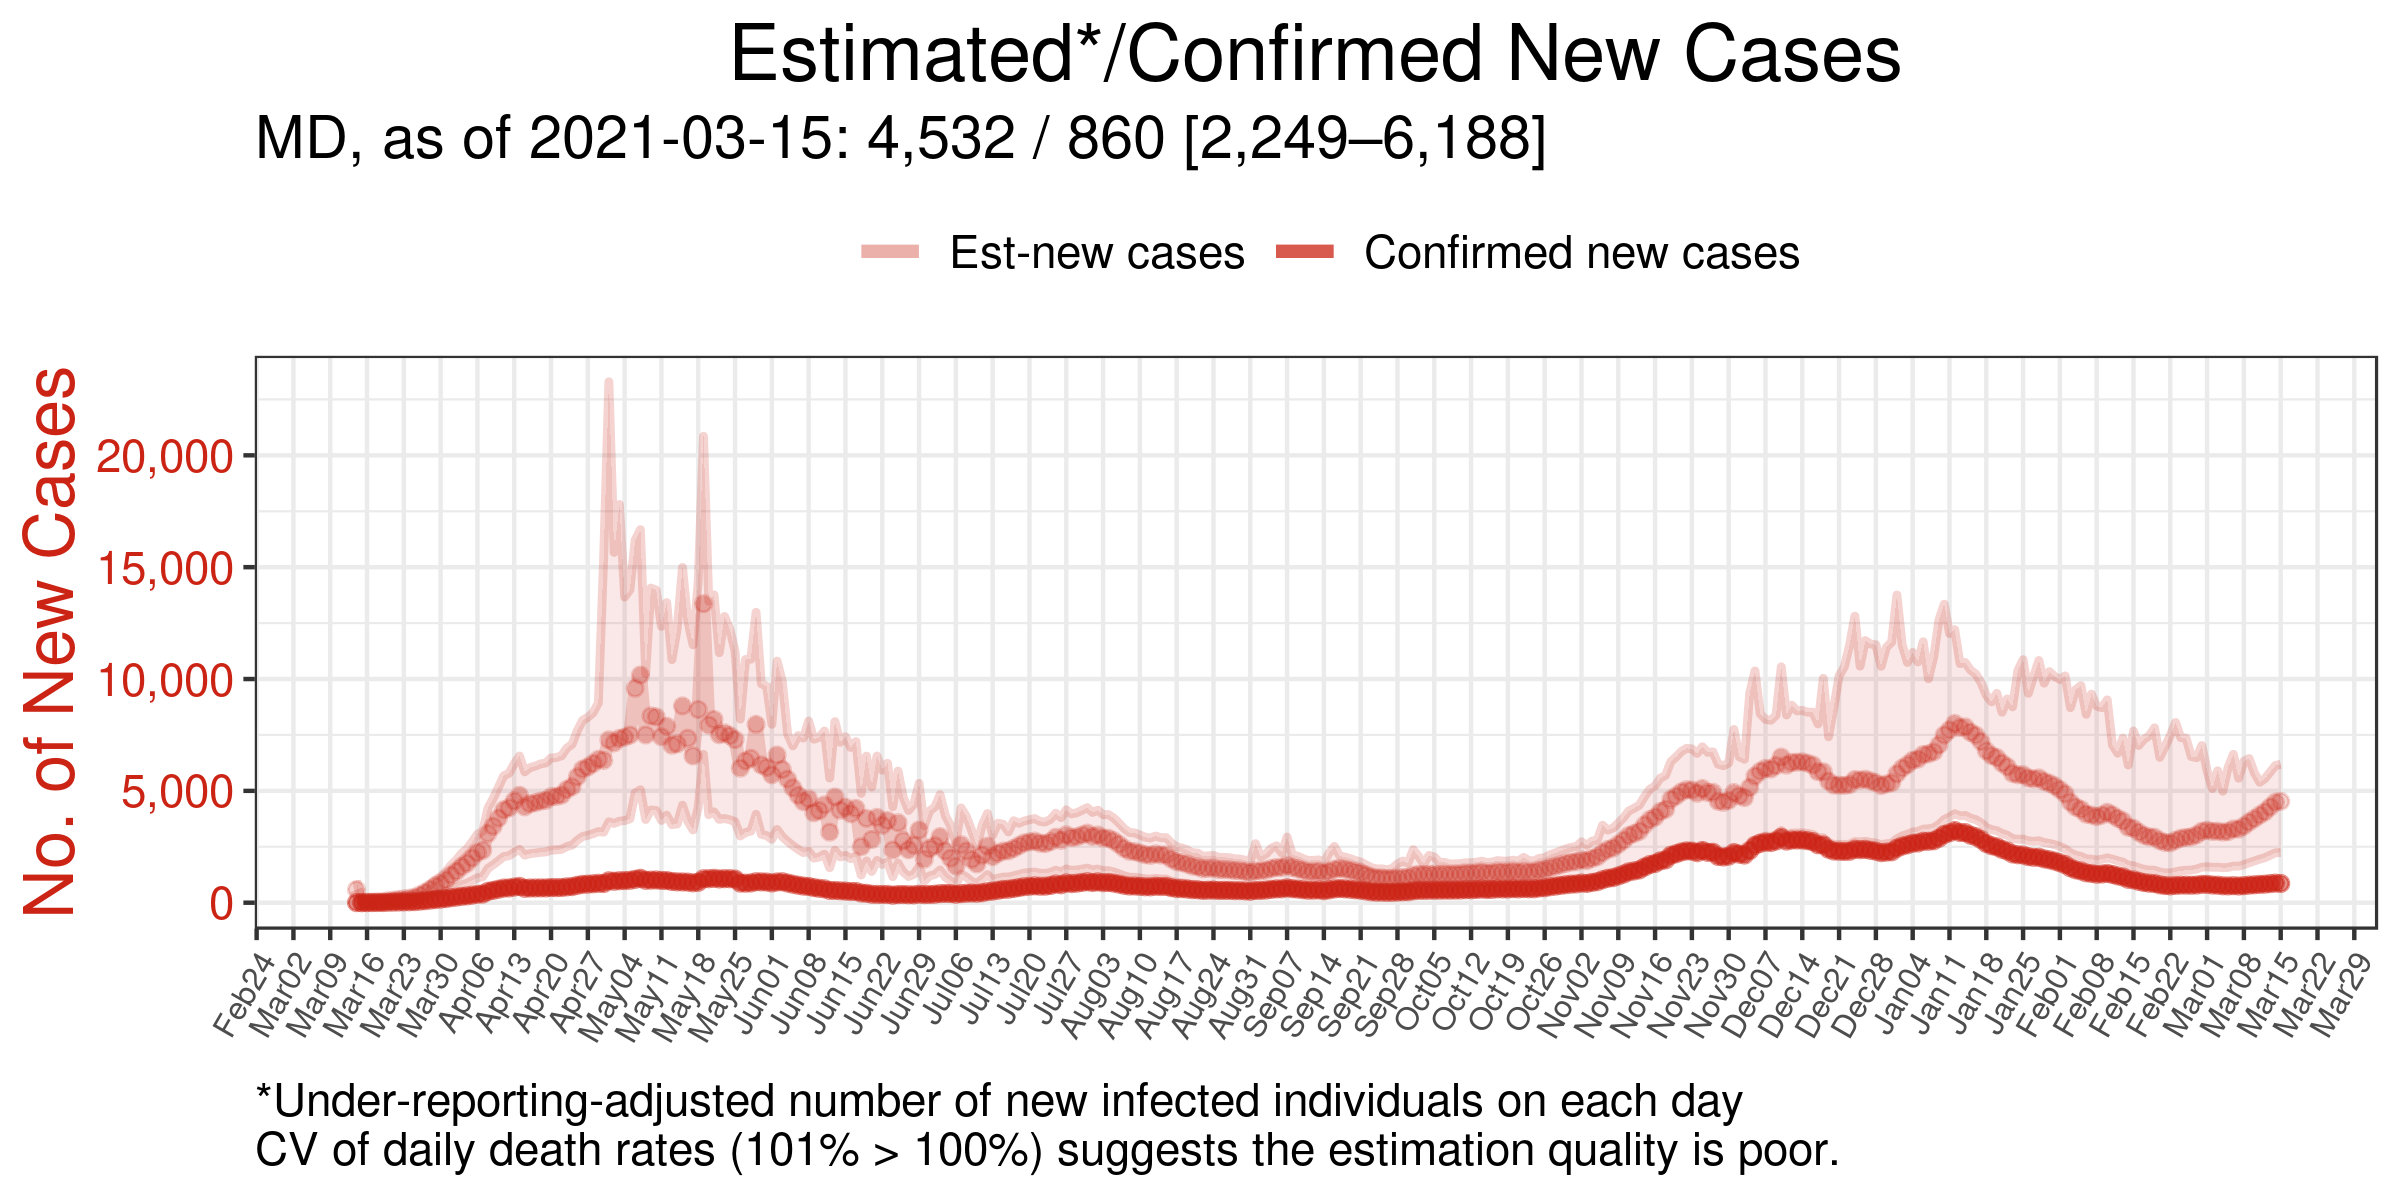 Estimated*/Confirmed New Cases
MD, as of 2021-03-15: 4,532 / 860 [2,249–6,188]
Est-new cases Confirmed new cases
No. of New Cases
20,000
15,000
10,000
5,000
0
Feb24 Mar02 Mar09 Mar16 Mar23 Mar30 Apr06 Apr13 Apr20 Apr27 May04 May11 May18 May25 Jun01 Jun08 Jun15 Jun22 Jun29 Jul06 Jul13 Jul20 Jul27 Aug03 Aug10 Aug17 Aug24 Aug31 Sep07 Sep14 Sep21 Sep28 Oct05 Oct12 Oct19 Oct26 Nov02 Nov09 Nov16 Nov23 Nov30 Dec07 Dec14 Dec21 Dec28 Jan04 Jan11 Jan18 Jan25 Feb01 Feb08 Feb15 Feb22 Mar01 Mar08 Mar15 Mar22 Mar29
*Under-reporting-adjusted number of new infected individuals on each day
CV of daily death rates (101% > 100%) suggests the estimation quality is poor.